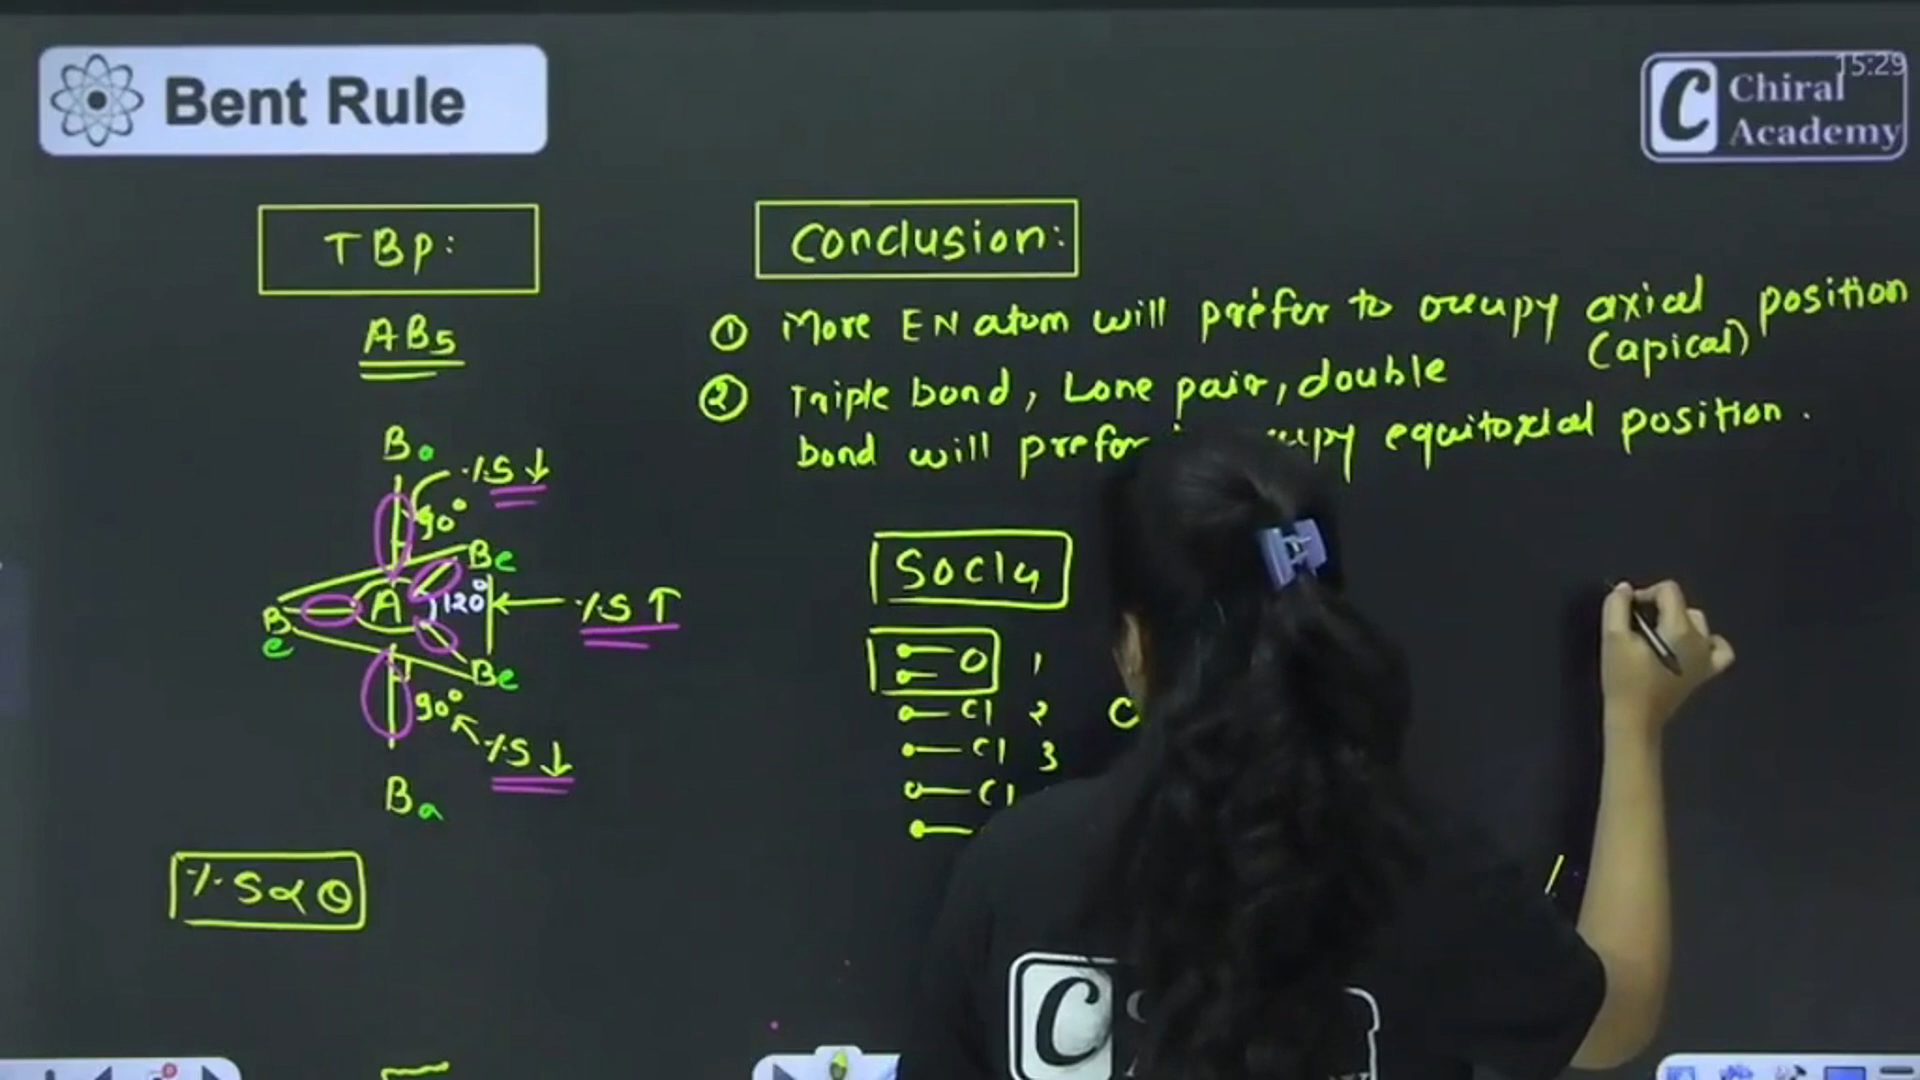 Bent Rule
15:29
Chiral
Academy
TBP:
AB5
Conclusion:
① More EN atom will prefer to occupy axial position
(apical)
② Triple bond, Lone pair, double
bond will prefer equitorial position.
Ba
%S↓
90°
Be
A
120°
%S↑
Be
Be
90°
%S↓
Ba
%SαΘ
SOCl4
O 1
Cl 2
Cl 3
Cl
C